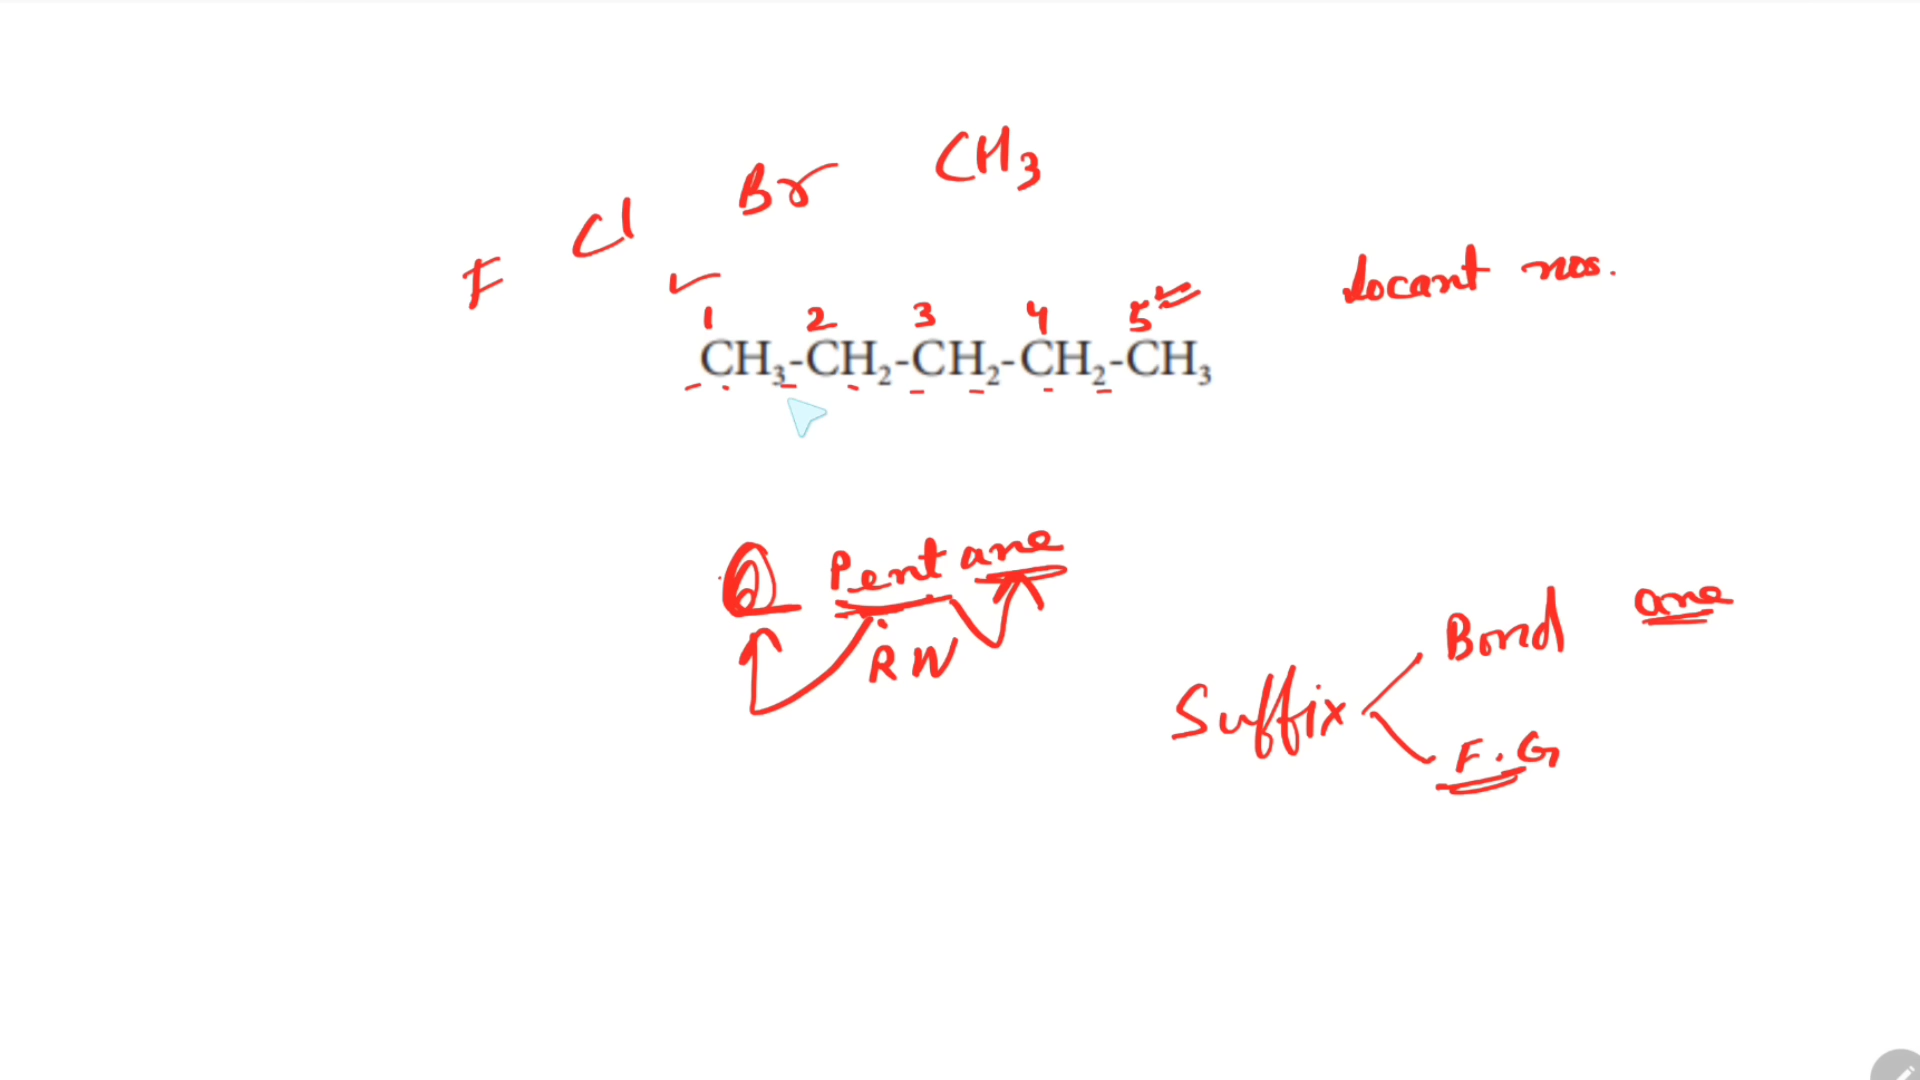 CH3
Br
Cl
F
locant nos.
1 2 3 4 5
CH₃-CH₂-CH₂-CH₂-CH₃
Pentane
RW
Bond ane
Suffix
F.G